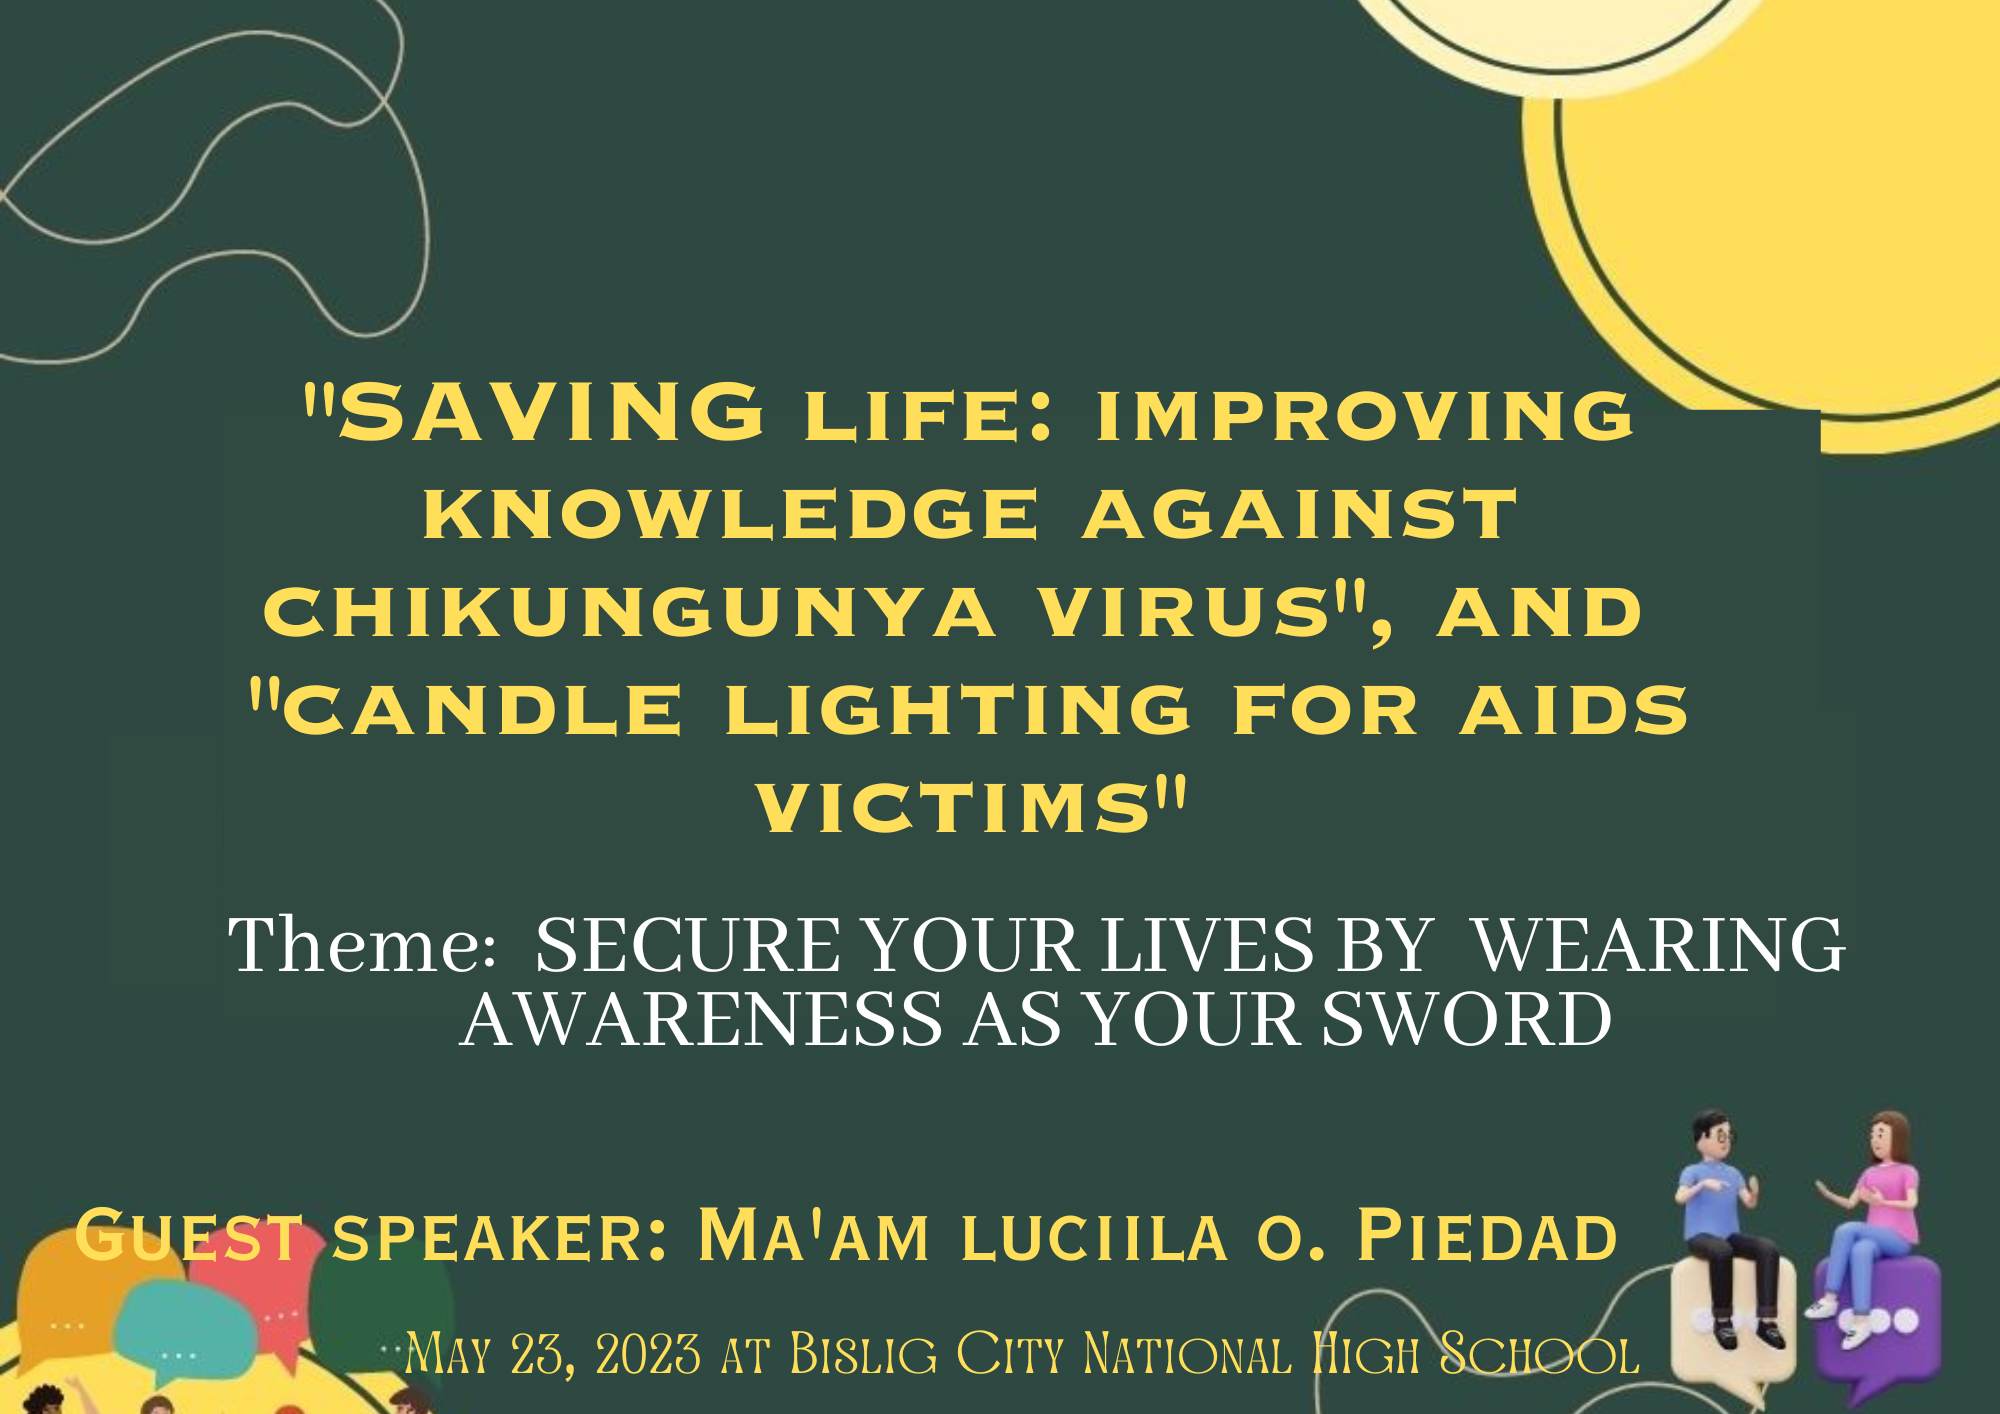 "SAVING LIFE: IMPROVING
KNOWLEDGE AGAINST
CHIKUNGUNYA VIRUS", AND
"CANDLE LIGHTING FOR AIDS
VICTIMS"
Theme: SECURE YOUR LIVES BY WEARING
AWARENESS AS YOUR SWORD
GUEST SPEAKER: MA'AM LUCIILA O. PIEDAD
MAY 23, 2023 AT BISLIG CITY NATIONAL HIGH SCHOOL